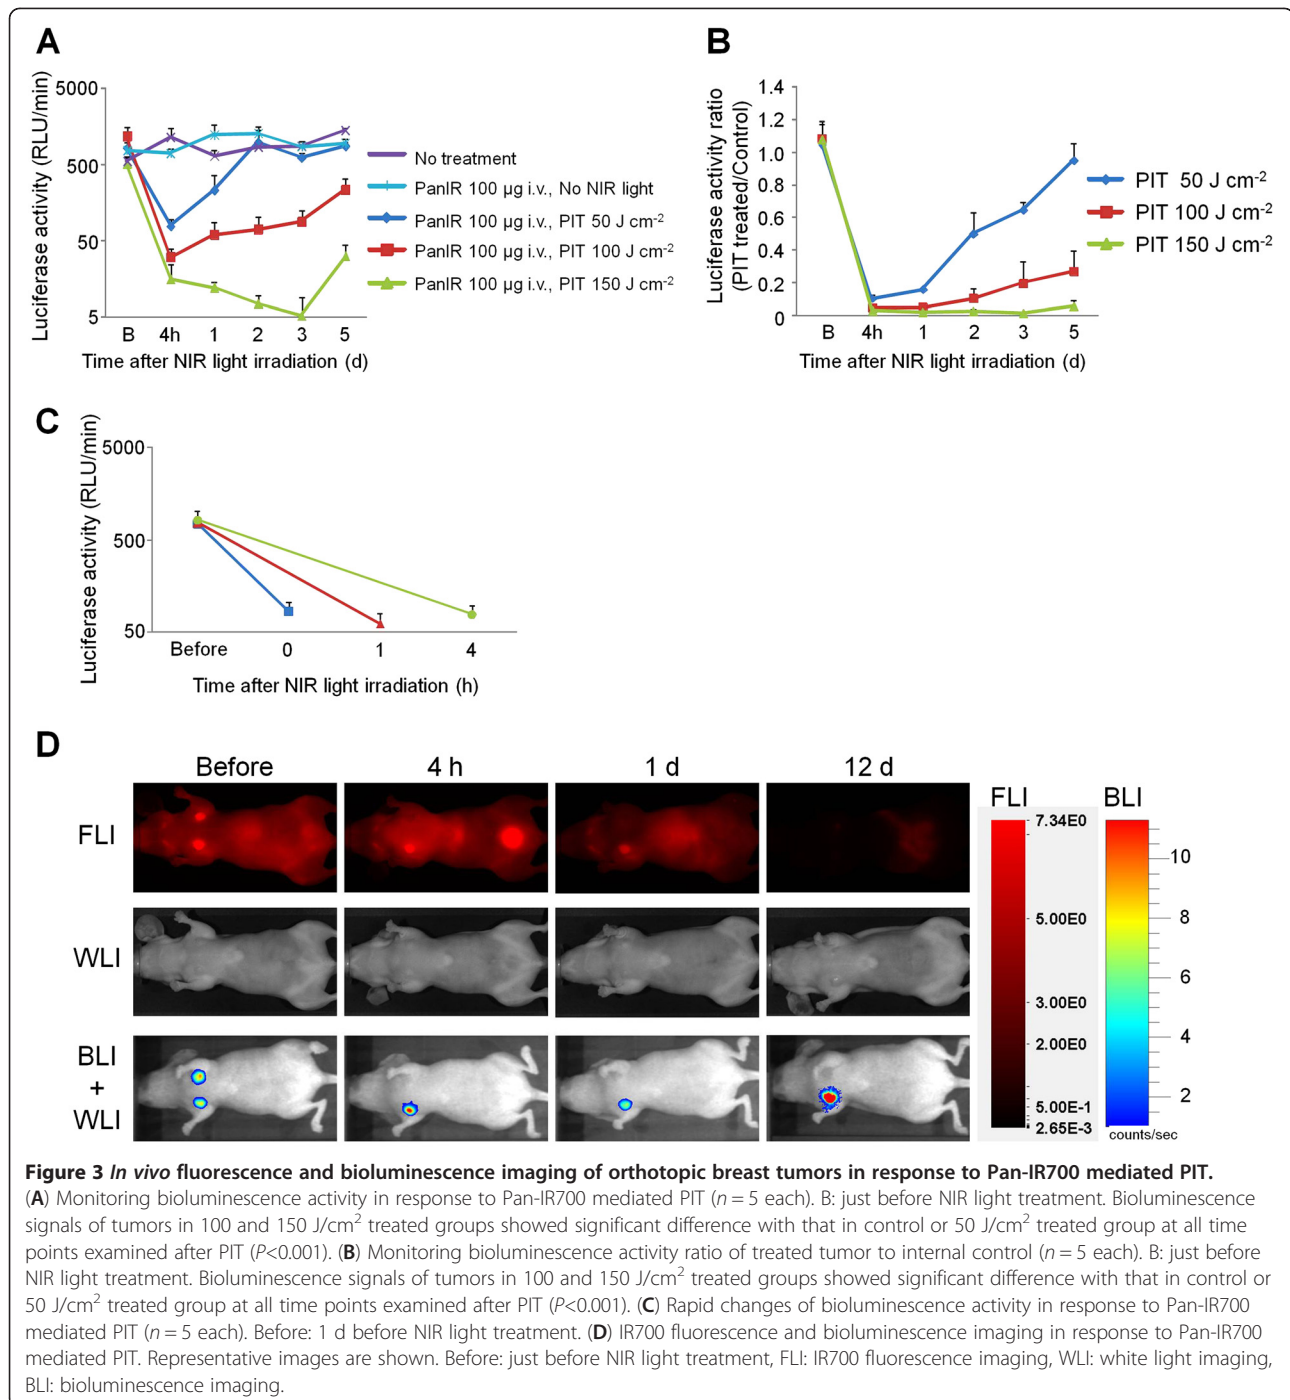 A
Luciferase activity (RLU/min)
5000
500
50
5
B 4h 1 2 3 5
Time after NIR light irradiation (d)
No treatment
PanIR 100 µg i.v., No NIR light
PanIR 100 µg i.v., PIT 50 J cm-2
PanIR 100 µg i.v., PIT 100 J cm-2
PanIR 100 µg i.v., PIT 150 J cm-2
B
Luciferase activity ratio
(PIT treated/Control)
1.4
1.2
1.0
0.8
0.6
0.4
0.2
0
B 4h 1 2 3 5
Time after NIR light irradiation (d)
PIT 50 J cm-2
PIT 100 J cm-2
PIT 150 J cm-2
C
Luciferase activity (RLU/min)
5000
500
50
Before 0 1 4
Time after NIR light irradiation (h)
D
Before 4 h 1 d 12 d
FLI
WLI
BLI
+
WLI
FLI
7.34E0
5.00E0
3.00E0
2.00E0
5.00E-1
2.65E-3
BLI
10
8
6
4
2
counts/sec
Figure 3 In vivo fluorescence and bioluminescence imaging of orthotopic breast tumors in response to Pan-IR700 mediated PIT.
(A) Monitoring bioluminescence activity in response to Pan-IR700 mediated PIT (n = 5 each). B: just before NIR light treatment. Bioluminescence
signals of tumors in 100 and 150 J/cm2 treated groups showed significant difference with that in control or 50 J/cm2 treated group at all time
points examined after PIT (P<0.001). (B) Monitoring bioluminescence activity ratio of treated tumor to internal control (n = 5 each). B: just before
NIR light treatment. Bioluminescence signals of tumors in 100 and 150 J/cm2 treated groups showed significant difference with that in control or
50 J/cm2 treated group at all time points examined after PIT (P<0.001). (C) Rapid changes of bioluminescence activity in response to Pan-IR700
mediated PIT (n = 5 each). Before: 1 d before NIR light treatment. (D) IR700 fluorescence and bioluminescence imaging in response to Pan-IR700
mediated PIT. Representative images are shown. Before: just before NIR light treatment, FLI: IR700 fluorescence imaging, WLI: white light imaging,
BLI: bioluminescence imaging.